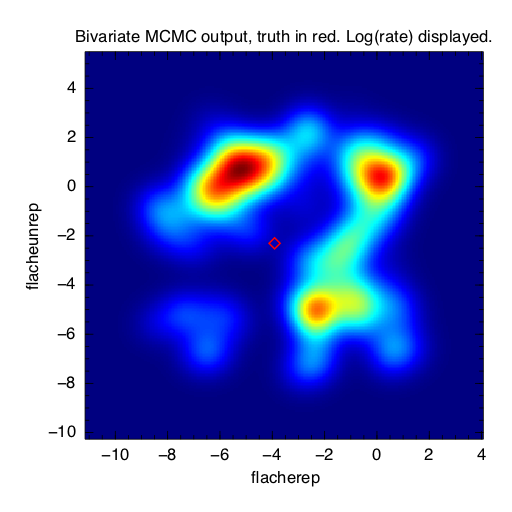 Bivariate MCMC output, truth in red. Log(rate) displayed.
4
2
0
−2
−4
−6
−8
−10
flacheunrep
−10 −8 −6 −4 −2 0 2 4
flacherep